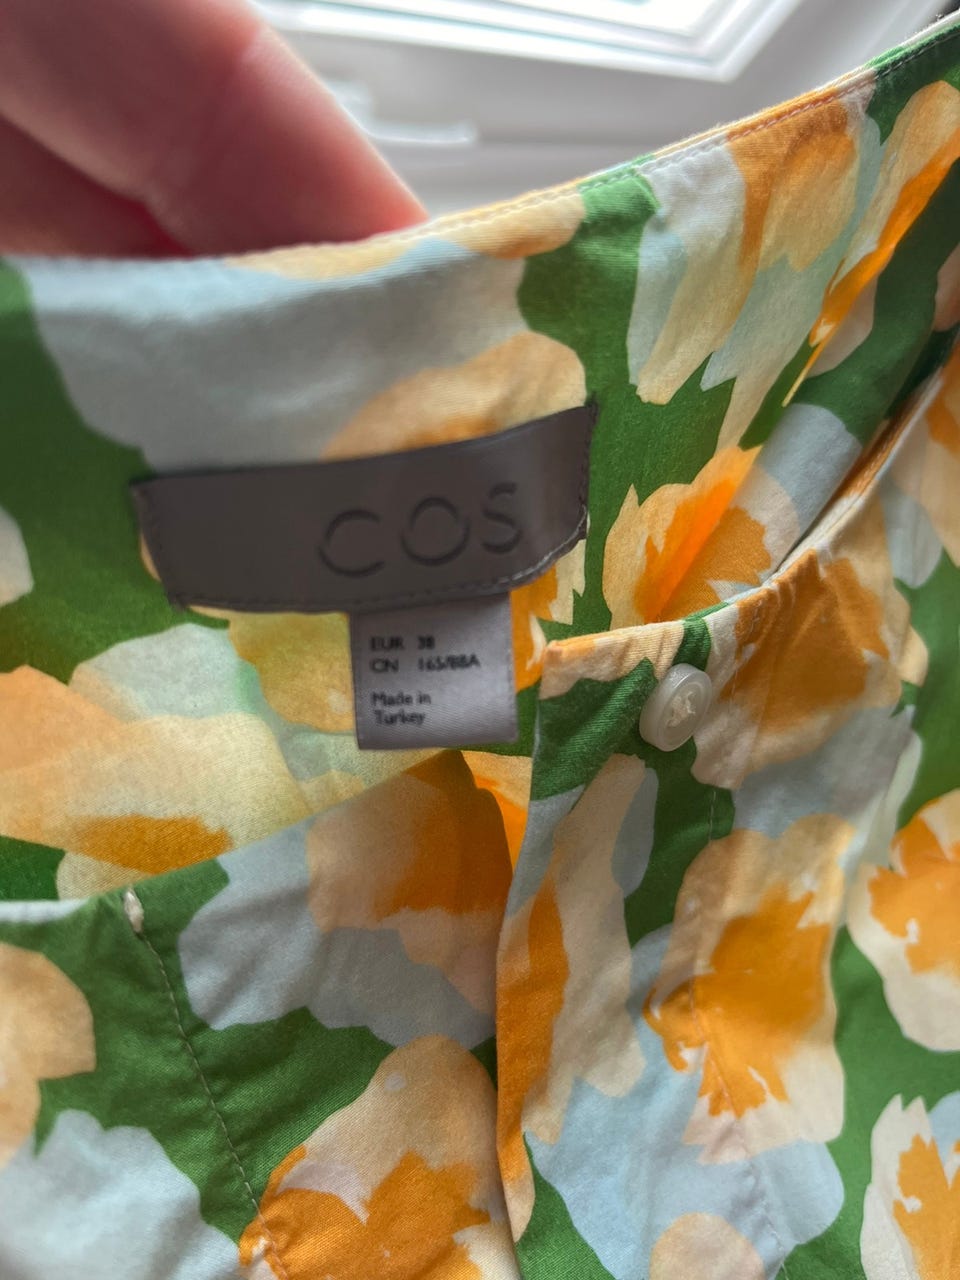 COS
EUR 38
CN 165/88A
Made in
Turkey